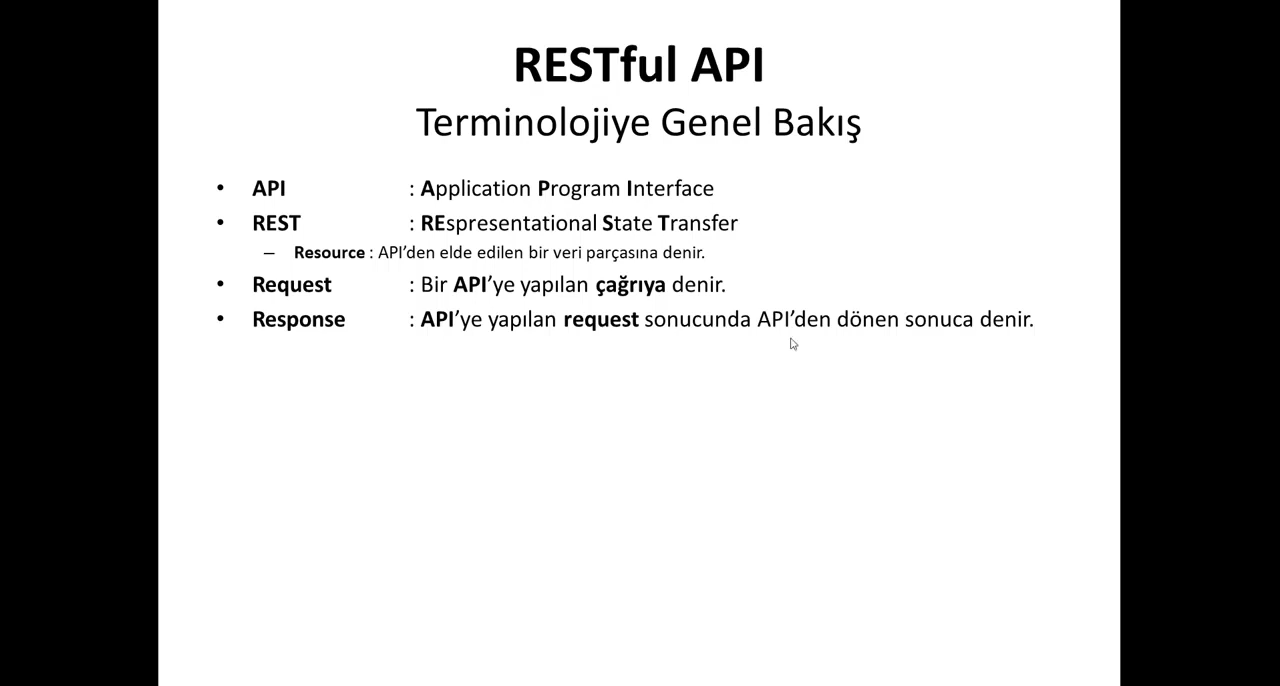 RESTful API
Terminolojiye Genel Bakış
• API : Application Program Interface
• REST : REspresentational State Transfer
– Resource : API’den elde edilen bir veri parçasına denir.
• Request : Bir API’ye yapılan çağrıya denir.
• Response : API’ye yapılan request sonucunda API’den dönen sonuca denir.